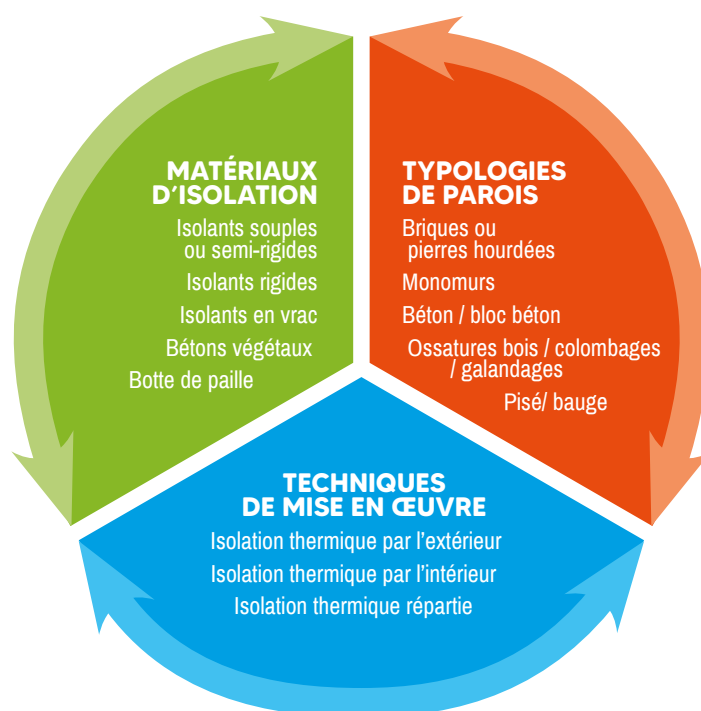 MATÉRIAUX
D'ISOLATION
Isolants souples
ou semi-rigides
Isolants rigides
Isolants en vrac
Bétons végétaux
Botte de paille
TYPOLOGIES
DE PAROIS
Briques ou
pierres hourdées
Monomurs
Béton / bloc béton
Ossatures bois / colombages
/ galandages
Pisé/ bauge
TECHNIQUES
DE MISE EN ŒUVRE
Isolation thermique par l'extérieur
Isolation thermique par l'intérieur
Isolation thermique répartie